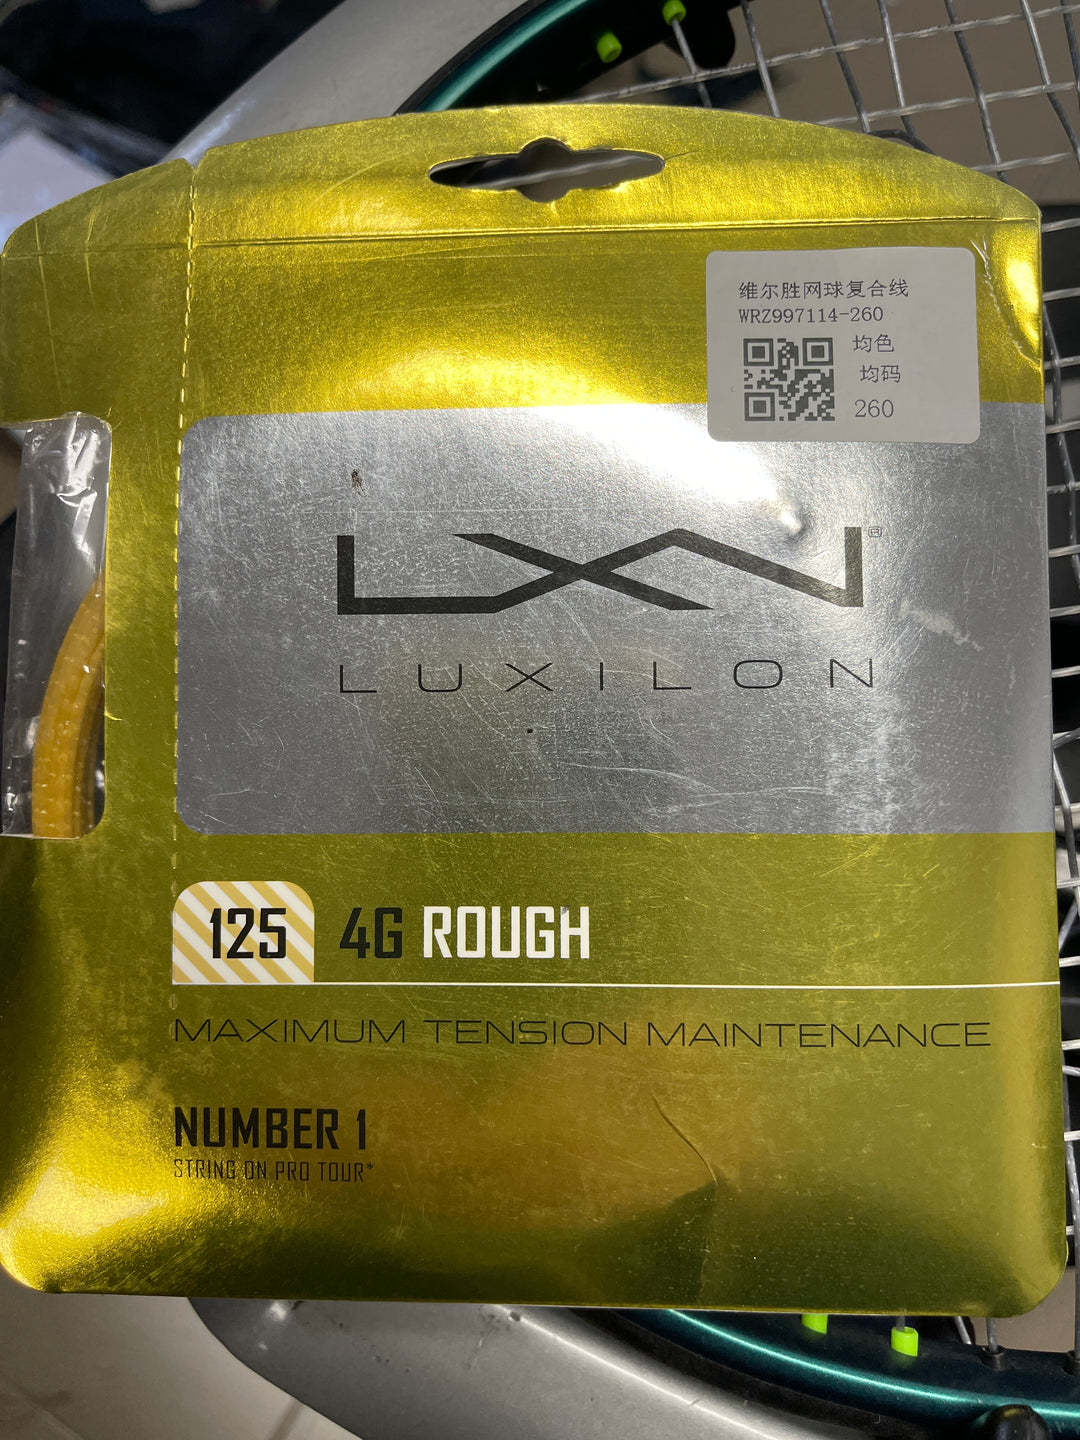 维尔胜网球复合线
WRZ997114-260
均色
均码
260
LXN®
LUXILON
125 4G ROUGH
MAXIMUM TENSION MAINTENANCE
NUMBER 1
STRING ON PRO TOUR*